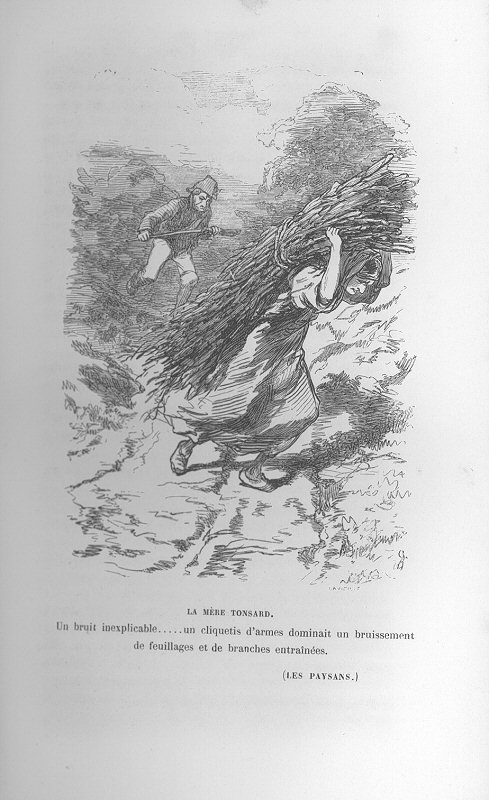 LA MÈRE TONSARD.
Un bruit inexplicable.....un cliquetis d'armes dominait un bruissement
de feuillages et de branches entraînées.
(LES PAYSANS.)